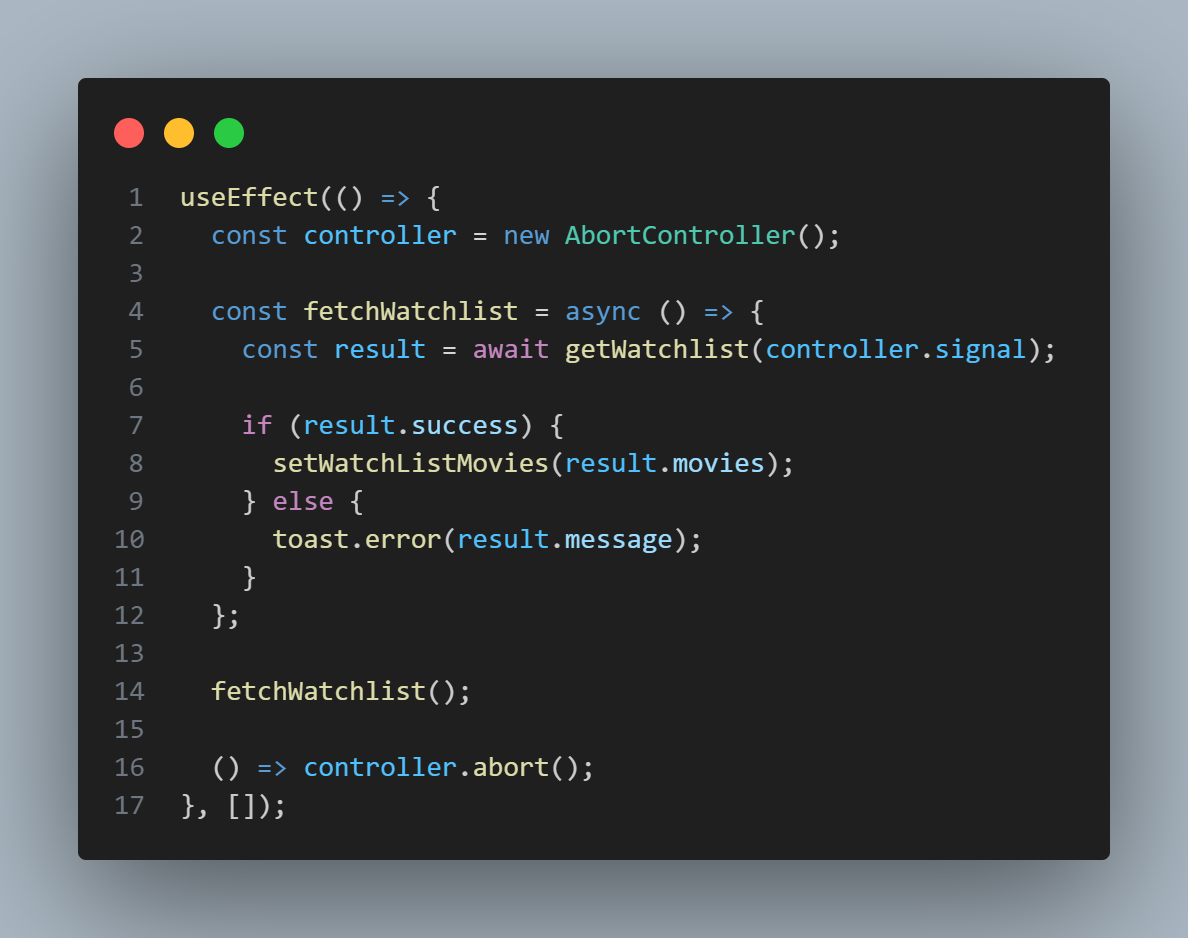 1 useEffect(() => {
2   const controller = new AbortController();
3
4   const fetchWatchlist = async () => {
5     const result = await getWatchlist(controller.signal);
6
7     if (result.success) {
8       setWatchListMovies(result.movies);
9     } else {
10       toast.error(result.message);
11     }
12   };
13
14   fetchWatchlist();
15
16   () => controller.abort();
17 }, []);